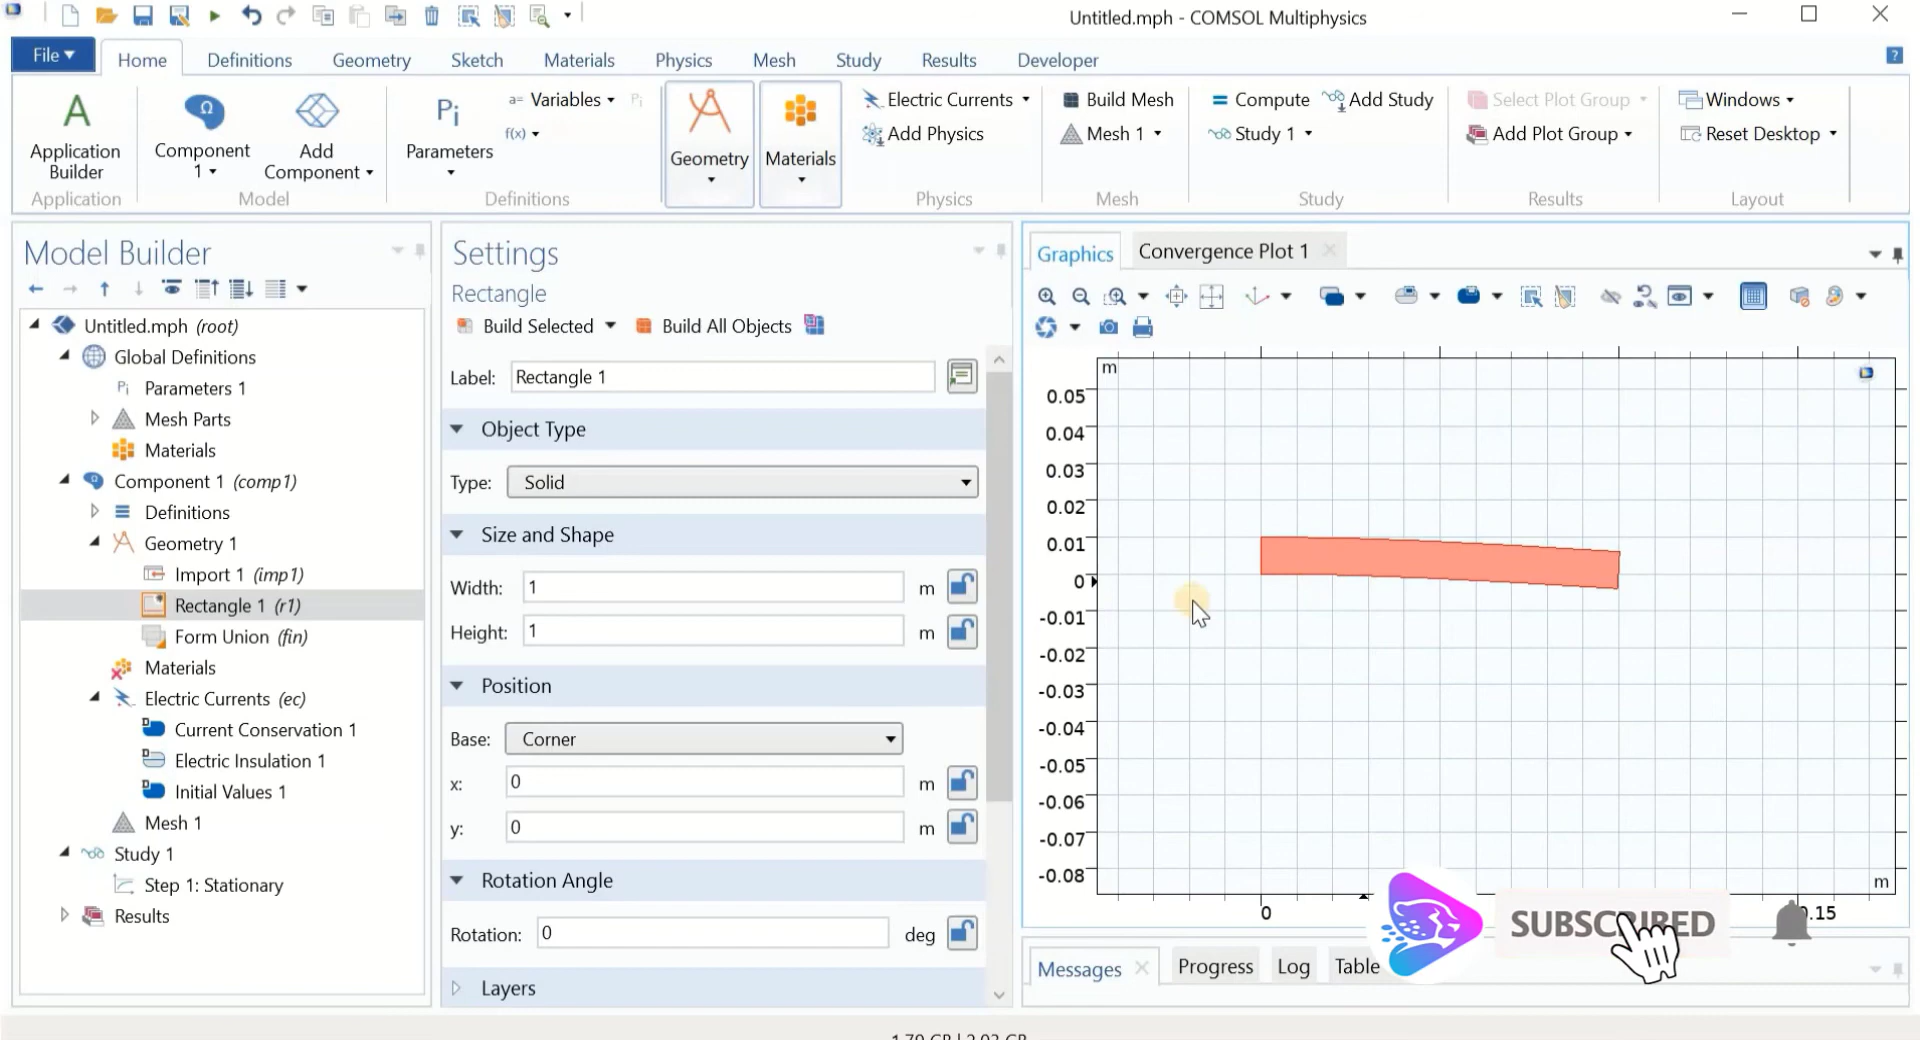 Untitled.mph - COMSOL Multiphysics
File Home Definitions Geometry Sketch Materials Physics Mesh Study Results Developer ?
Application Builder
Application
Component 1
Add Component
Model
Pi
Parameters
a= Variables Pi
f(x)
Definitions
Geometry
Materials
Electric Currents
Add Physics
Physics
Build Mesh
Mesh 1
Mesh
Compute Add Study
Study 1
Study
Select Plot Group
Add Plot Group
Results
Windows
Reset Desktop
Layout
Model Builder
Untitled.mph (root)
Global Definitions
Pi Parameters 1
Mesh Parts
Materials
Component 1 (comp1)
Definitions
Geometry 1
Import 1 (imp1)
Rectangle 1 (r1)
Form Union (fin)
Materials
Electric Currents (ec)
Current Conservation 1
Electric Insulation 1
Initial Values 1
Mesh 1
Study 1
Step 1: Stationary
Results
Settings
Rectangle
Build Selected Build All Objects
Label: Rectangle 1
Object Type
Type: Solid
Size and Shape
Width: 1 m
Height: 1 m
Position
Base: Corner
x: 0 m
y: 0 m
Rotation Angle
Rotation: 0 deg
Layers
Graphics Convergence Plot 1
m
0.05
0.04
0.03
0.02
0.01
0
-0.01
-0.02
-0.03
-0.04
-0.05
-0.06
-0.07
-0.08
m
0
0.15
SUBSCRIBED
Messages Progress Log Table